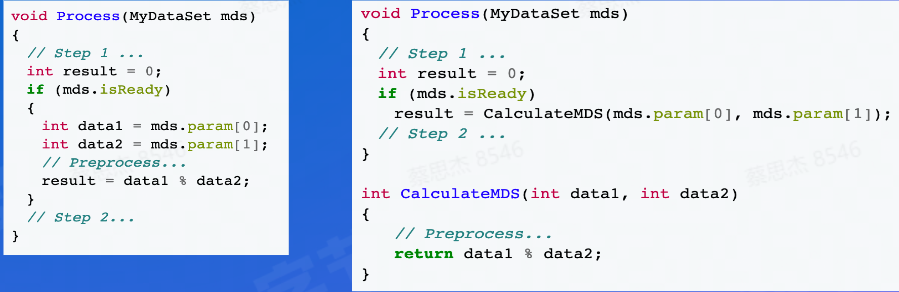 void Process(MyDataSet mds)
{
  // Step 1 ...
  int result = 0;
  if (mds.isReady)
  {
    int data1 = mds.param[0];
    int data2 = mds.param[1];
    // Preprocess...
    result = data1 % data2;
  }
  // Step 2...
}
void Process(MyDataSet mds)
{
  // Step 1 ...
  int result = 0;
  if (mds.isReady)
    result = CalculateMDS(mds.param[0], mds.param[1]);
  // Step 2 ...
}
int CalculateMDS(int data1, int data2)
{
    // Preprocess...
    return data1 % data2;
}
蔡思杰 8546
蔡思杰 8546